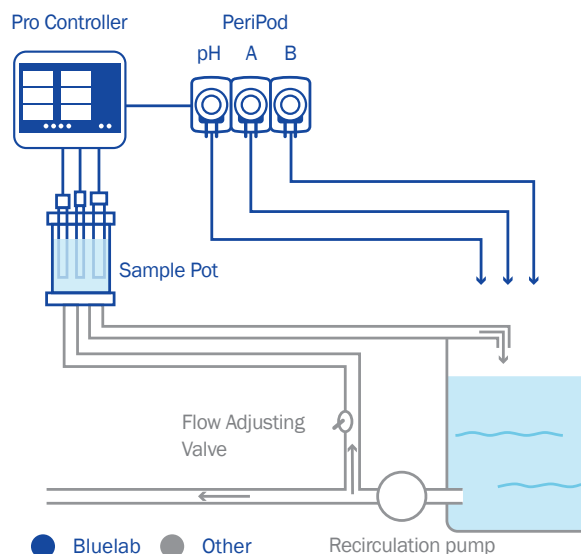 Pro Controller
PeriPod
pH A B
Sample Pot
Flow Adjusting
Valve
Bluelab Other
Recirculation pump